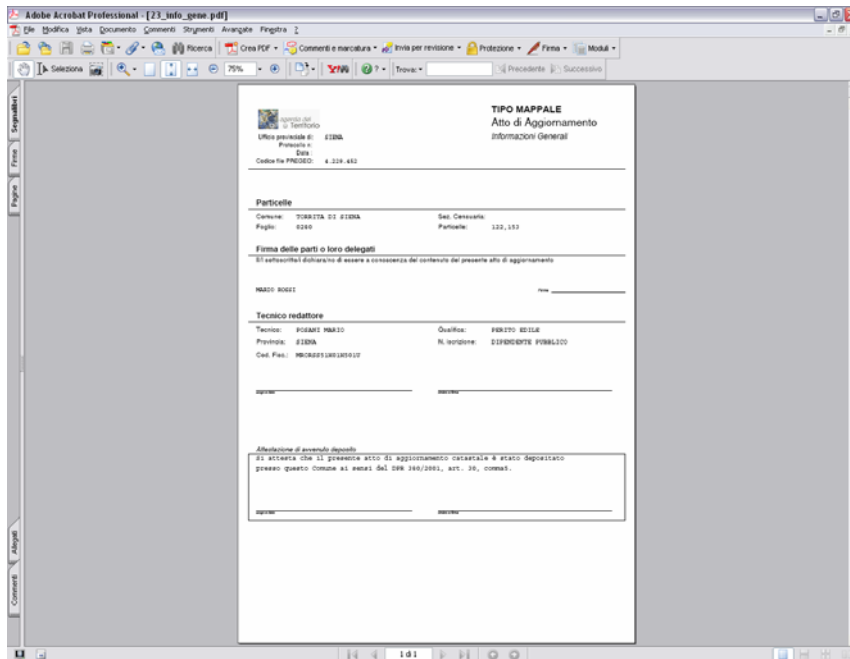 Adobe Acrobat Professional - [23_info_gene.pdf]
File Modifica Vista Documento Commenti Strumenti Avanzate Finestra ?
Ricerca Crea PDF Commenti e marcatura Invia per revisione Protezione Firma Moduli
Seleziona 75% Y! ? Trova: Precedente Successivo
Segnalibri
Firme
Pagine
Allegati
Commenti
agenzia del Territorio
TIPO MAPPALE
Atto di Aggiornamento
Informazioni Generali
Ufficio provinciale di: SIENA
Protocollo n:
Data :
Codice file PREGEO: 4.229.452
Particelle
Comune: TORRITA DI SIENA Sez. Censuaria:
Foglio: 0260 Particelle: 122,153
Firma delle parti o loro delegati
Il/i sottoscritto/i dichiara/no di essere a conoscenza del contenuto del presente atto di aggiornamento
MARIO ROSSI Firma
Tecnico redattore
Tecnico: POSANI MARIO Qualifica: PERITO EDILE
Provincia: SIENA N. iscrizione: DIPENDENTE PUBBLICO
Cod. Fisc.:
Attestazione di avvenuto deposito
Si attesta che il presente atto di aggiornamento catastale è stato depositato
presso questo Comune ai sensi del DPR 380/2001, art. 30, comma5.
1 di 1